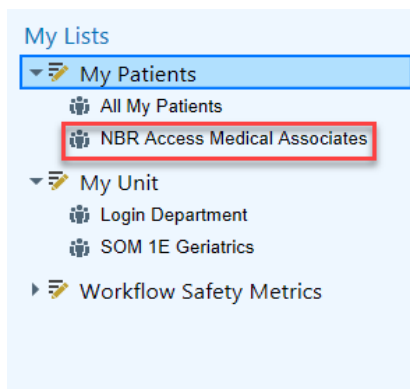 My Lists
My Patients
All My Patients
NBR Access Medical Associates
My Unit
Login Department
SOM 1E Geriatrics
Workflow Safety Metrics